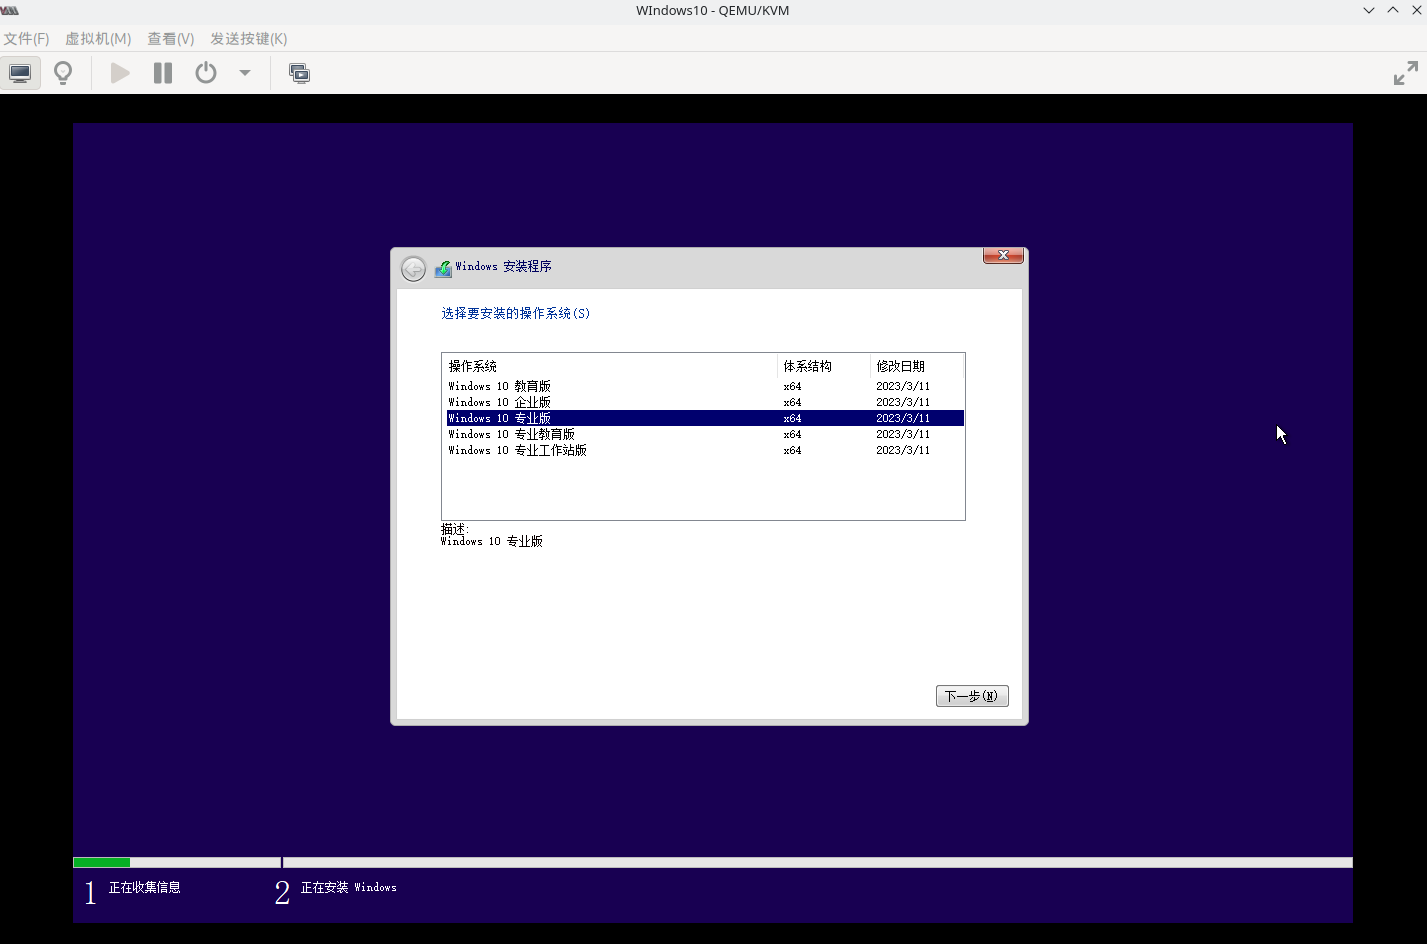 WIndows10 - QEMU/KVM
文件(F) 虚拟机(M) 查看(V) 发送按键(K)
Windows 安装程序
选择要安装的操作系统(S)
操作系统 体系结构 修改日期
Windows 10 教育版 x64 2023/3/11
Windows 10 企业版 x64 2023/3/11
Windows 10 专业版 x64 2023/3/11
Windows 10 专业教育版 x64 2023/3/11
Windows 10 专业工作站版 x64 2023/3/11
描述:
Windows 10 专业版
下一步(N)
1 正在收集信息 2 正在安装 Windows